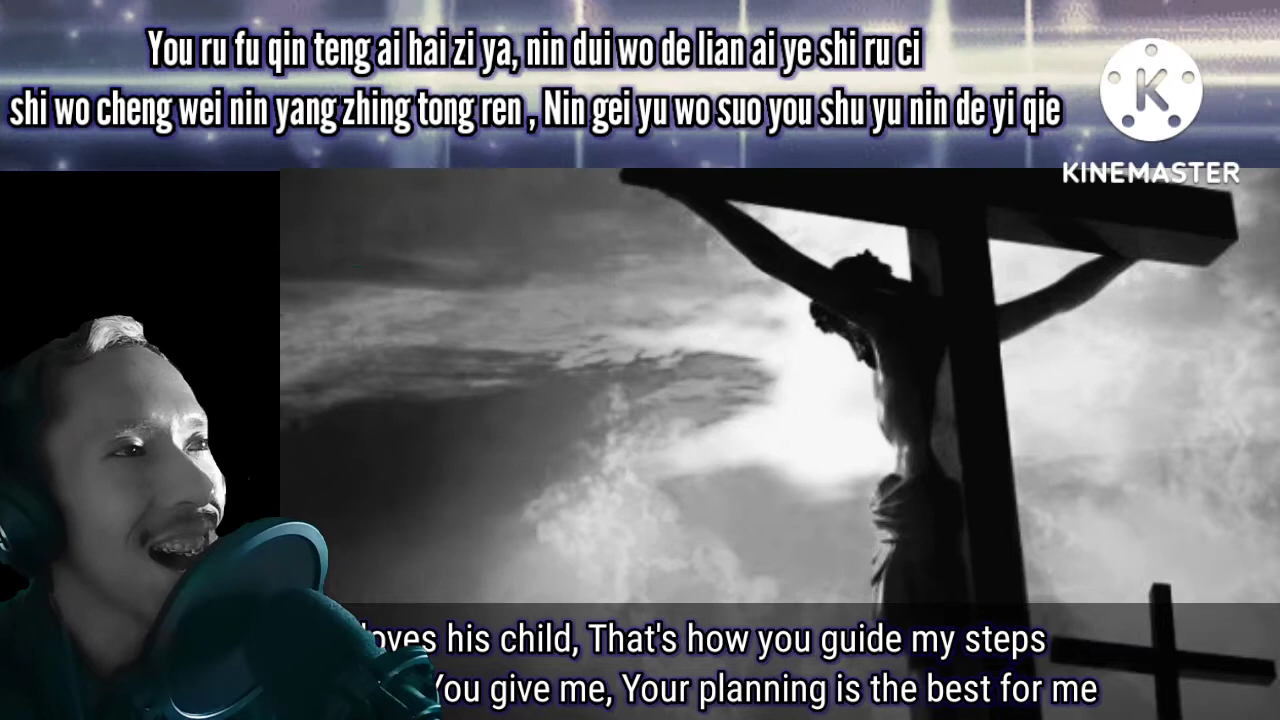 You ru fu qin teng ai hai zi ya, nin dui wo de lian ai ye shi ru ci
shi wo cheng wei nin yang zhing tong ren , Nin gei yu wo suo you shu yu nin de yi qie
KINEMASTER
loves his child, That's how you guide my steps
You give me, Your planning is the best for me